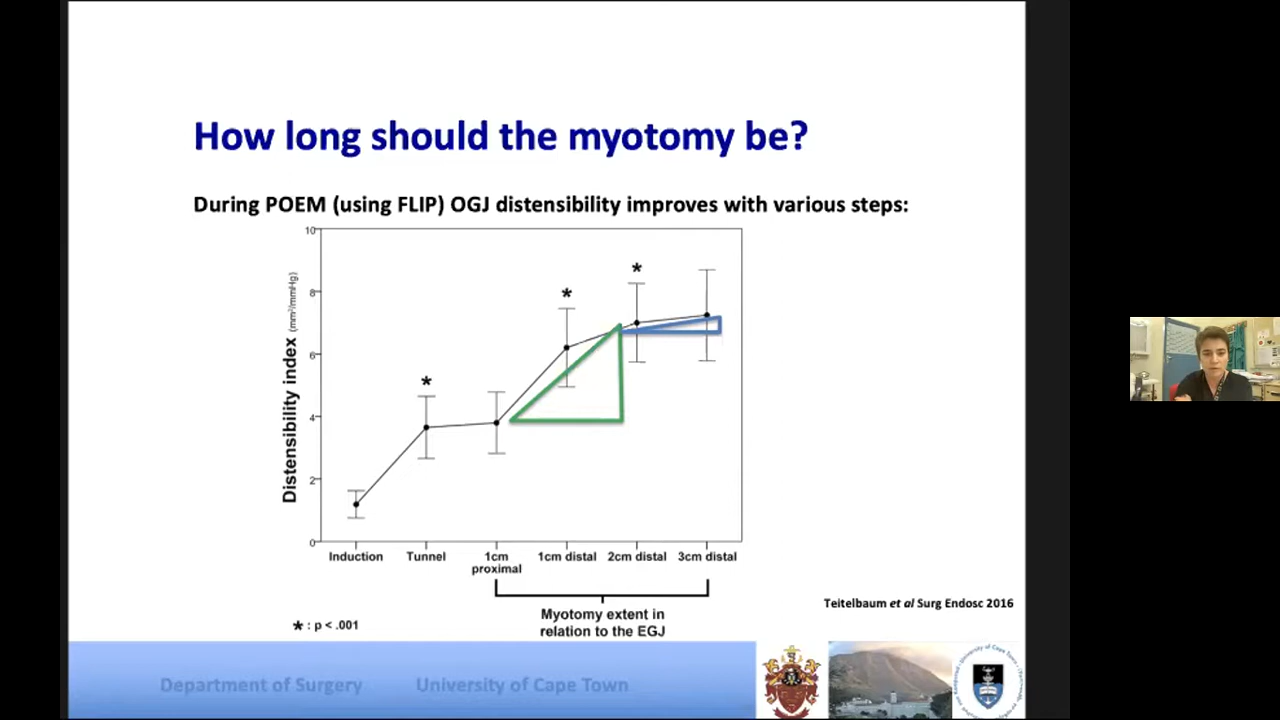 How long should the myotomy be?
During POEM (using FLIP) OGJ distensibility improves with various steps:
10
8
6
4
2
0
Distensibility index (mm²/mmHg)
*
*
*
Induction
Tunnel
1cm
proximal
1cm distal
2cm distal
3cm distal
Myotomy extent in
relation to the EGJ
*: p < .001
Teitelbaum et al Surg Endosc 2016
Department of Surgery
University of Cape Town